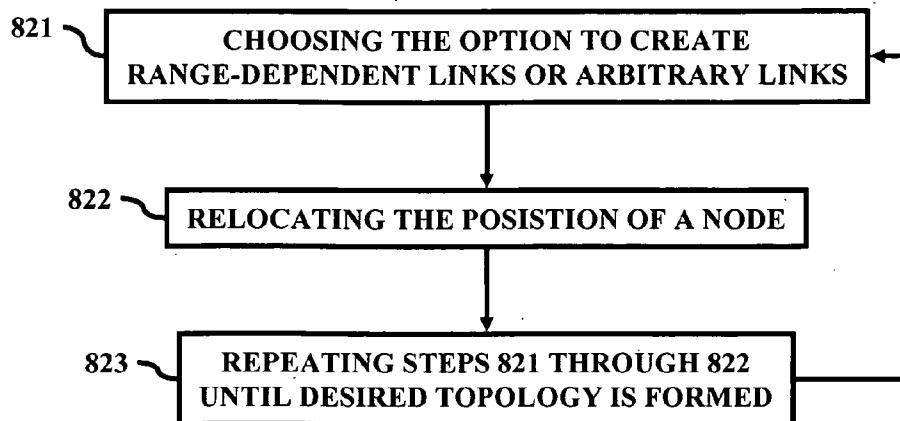 821
CHOOSING THE OPTION TO CREATE
RANGE-DEPENDENT LINKS OR ARBITRARY LINKS
822
RELOCATING THE POSISTION OF A NODE
823
REPEATING STEPS 821 THROUGH 822
UNTIL DESIRED TOPOLOGY IS FORMED